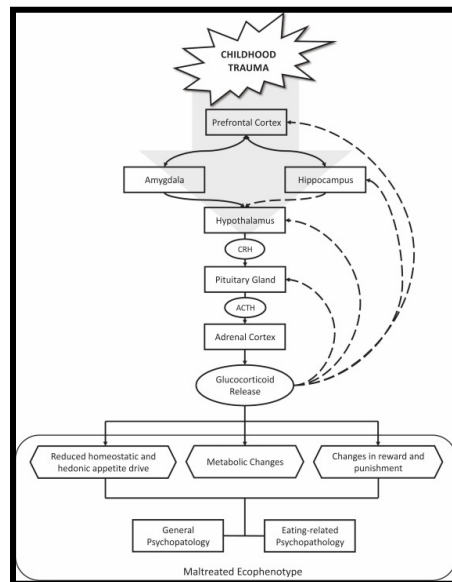 CHILDHOOD
TRAUMA
Prefrontal Cortex
Amygdala
Hippocampus
Hypothalamus
CRH
Pituitary Gland
ACTH
Adrenal Cortex
Glucocorticoid
Release
Reduced homeostatic and
hedonic appetite drive
Metabolic Changes
Changes in reward and
punishment
General
Psychopatology
Eating-related
Psychopathology
Maltreated Ecophenotype